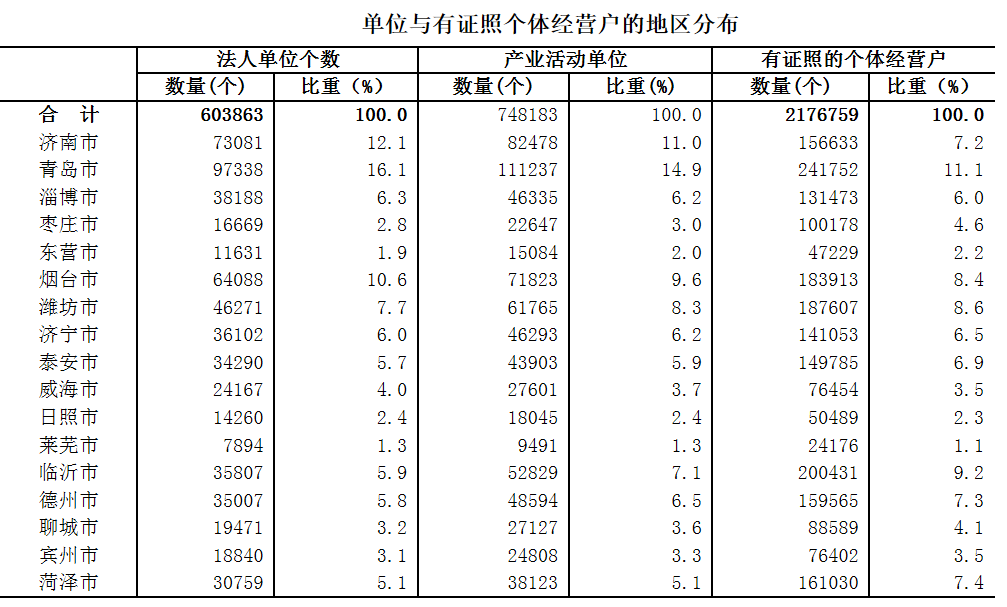 单位与有证照个体经营户的地区分布
法人单位个数 产业活动单位 有证照的个体经营户
数量(个) 比重（%） 数量(个) 比重(%) 数量(个) 比重（%）
合 计 603863 100.0 748183 100.0 2176759 100.0
济南市 73081 12.1 82478 11.0 156633 7.2
青岛市 97338 16.1 111237 14.9 241752 11.1
淄博市 38188 6.3 46335 6.2 131473 6.0
枣庄市 16669 2.8 22647 3.0 100178 4.6
东营市 11631 1.9 15084 2.0 47229 2.2
烟台市 64088 10.6 71823 9.6 183913 8.4
潍坊市 46271 7.7 61765 8.3 187607 8.6
济宁市 36102 6.0 46293 6.2 141053 6.5
泰安市 34290 5.7 43903 5.9 149785 6.9
威海市 24167 4.0 27601 3.7 76454 3.5
日照市 14260 2.4 18045 2.4 50489 2.3
莱芜市 7894 1.3 9491 1.3 24176 1.1
临沂市 35807 5.9 52829 7.1 200431 9.2
德州市 35007 5.8 48594 6.5 159565 7.3
聊城市 19471 3.2 27127 3.6 88589 4.1
宾州市 18840 3.1 24808 3.3 76402 3.5
菏泽市 30759 5.1 38123 5.1 161030 7.4